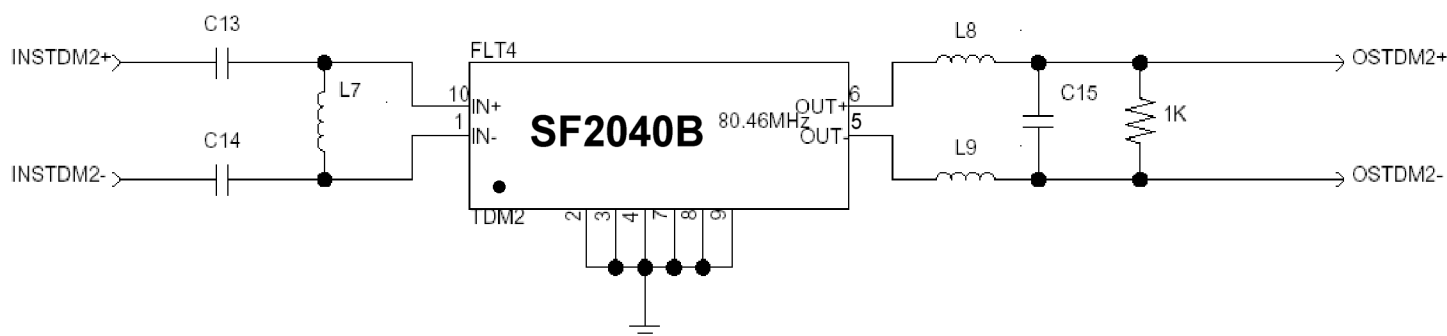 C13
L8
INSTDM2+
FLT4
OSTDM2+
L7
C15
10
IN+
OUT+
6
1K
1
IN-
SF2040B
80.46MHz
OUT-
5
C14
L9
INSTDM2-
OSTDM2-
TDM2
2
3
4
7
8
9